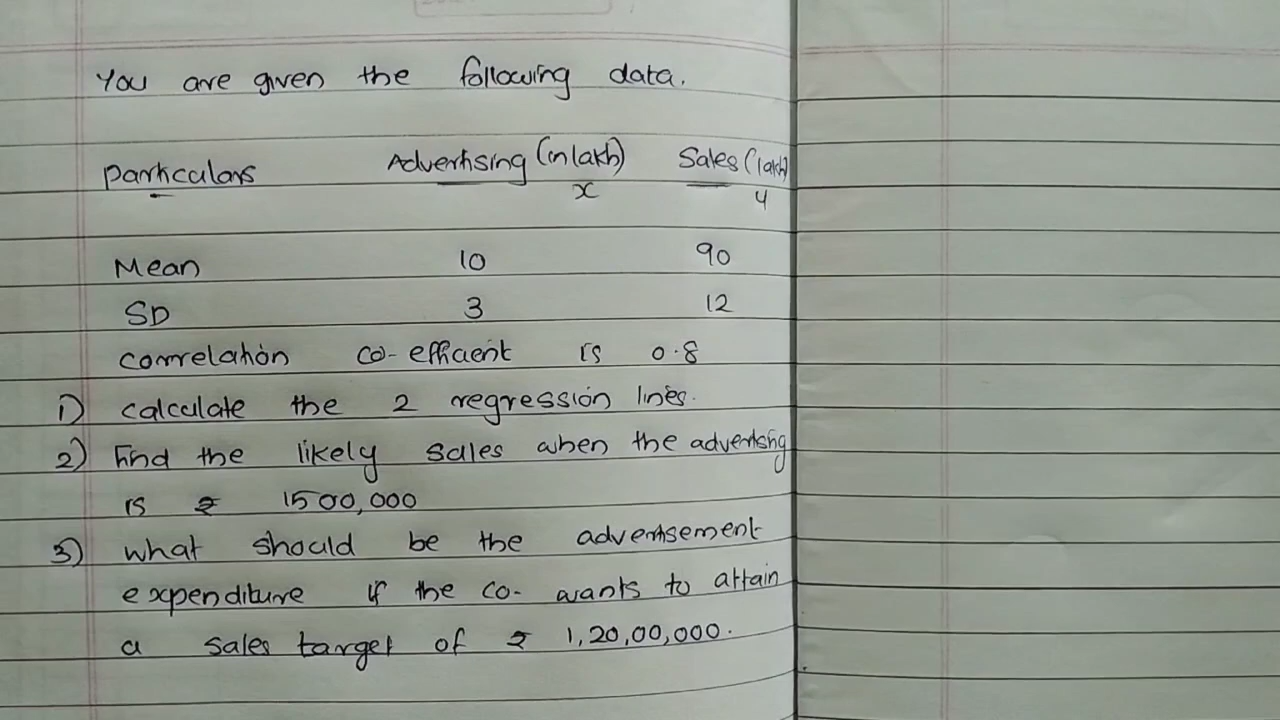 You are given the following data.
Particulars Advertising (in lakh) Sales (lakh)
x y
Mean 10 90
SD 3 12
correlation co-efficient is 0.8
1) calculate the 2 regression lines.
2) Find the likely sales when the advertising
is ₹ 1500,000
3) what should be the advertisement
expenditure if the co- wants to attain
a sales target of ₹ 1,20,00,000.